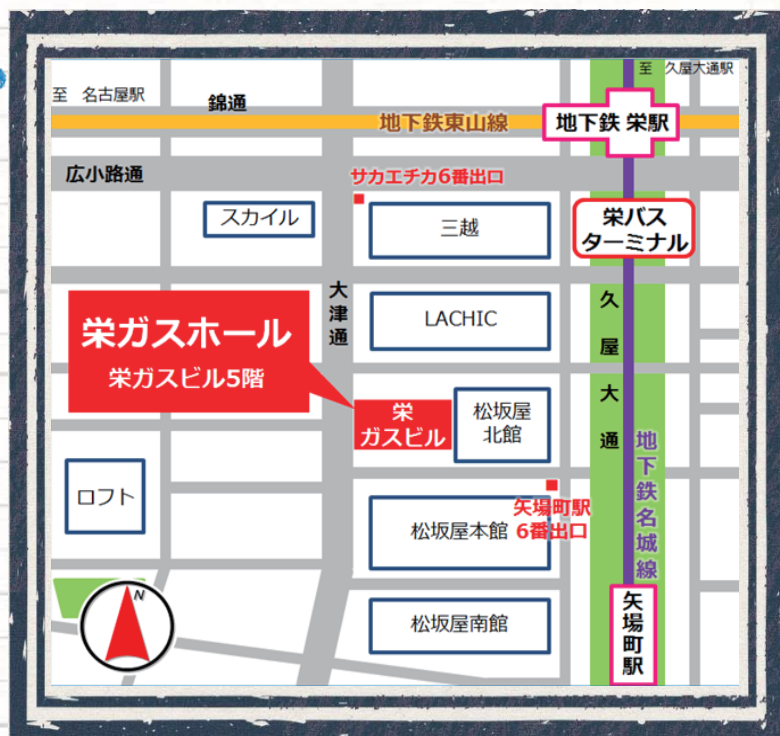 至 久屋大通駅
至 名古屋駅
錦通
地下鉄東山線
地下鉄 栄駅
広小路通
サカエチカ6番出口
スカイル
三越
栄バス
ターミナル
大津通
LACHIC
久屋大通
栄ガスホール
栄ガスビル5階
栄
ガスビル
松坂屋
北館
地下鉄名城線
ロフト
矢場町駅
6番出口
松坂屋本館
N
矢場町駅
松坂屋南館